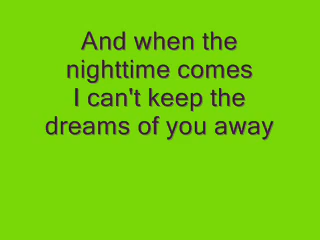 And when the
nighttime comes
I can't keep the
dreams of you away